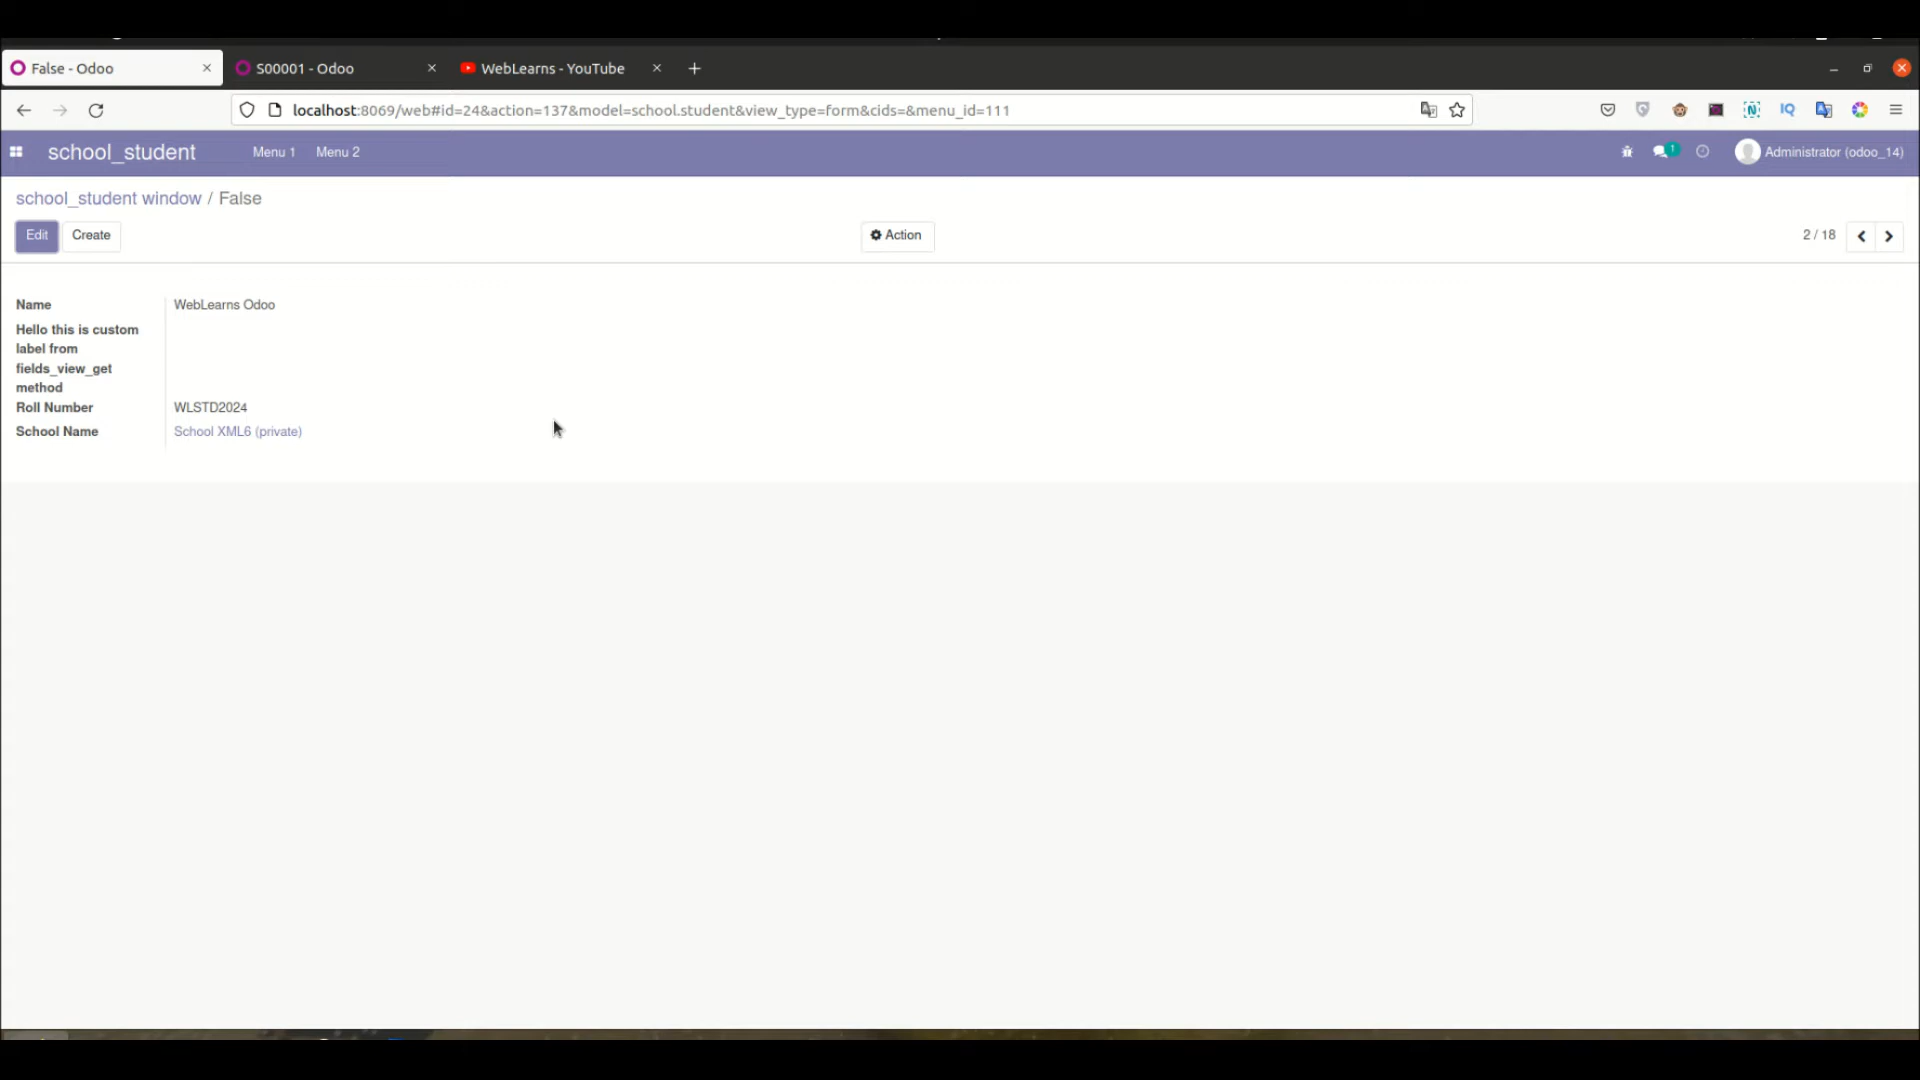 False - Odoo
S00001 - Odoo
WebLearns - YouTube
localhost:8069/web#id=24&action=137&model=school.student&view_type=form&cids=&menu_id=111
IQ
school_student
Menu 1
Menu 2
1
Administrator (odoo_14)
school_student window / False
Edit
Create
Action
2 / 18
Name
WebLearns Odoo
Hello this is custom
label from
fields_view_get
method
Roll Number
WLSTD2024
School Name
School XML6 (private)